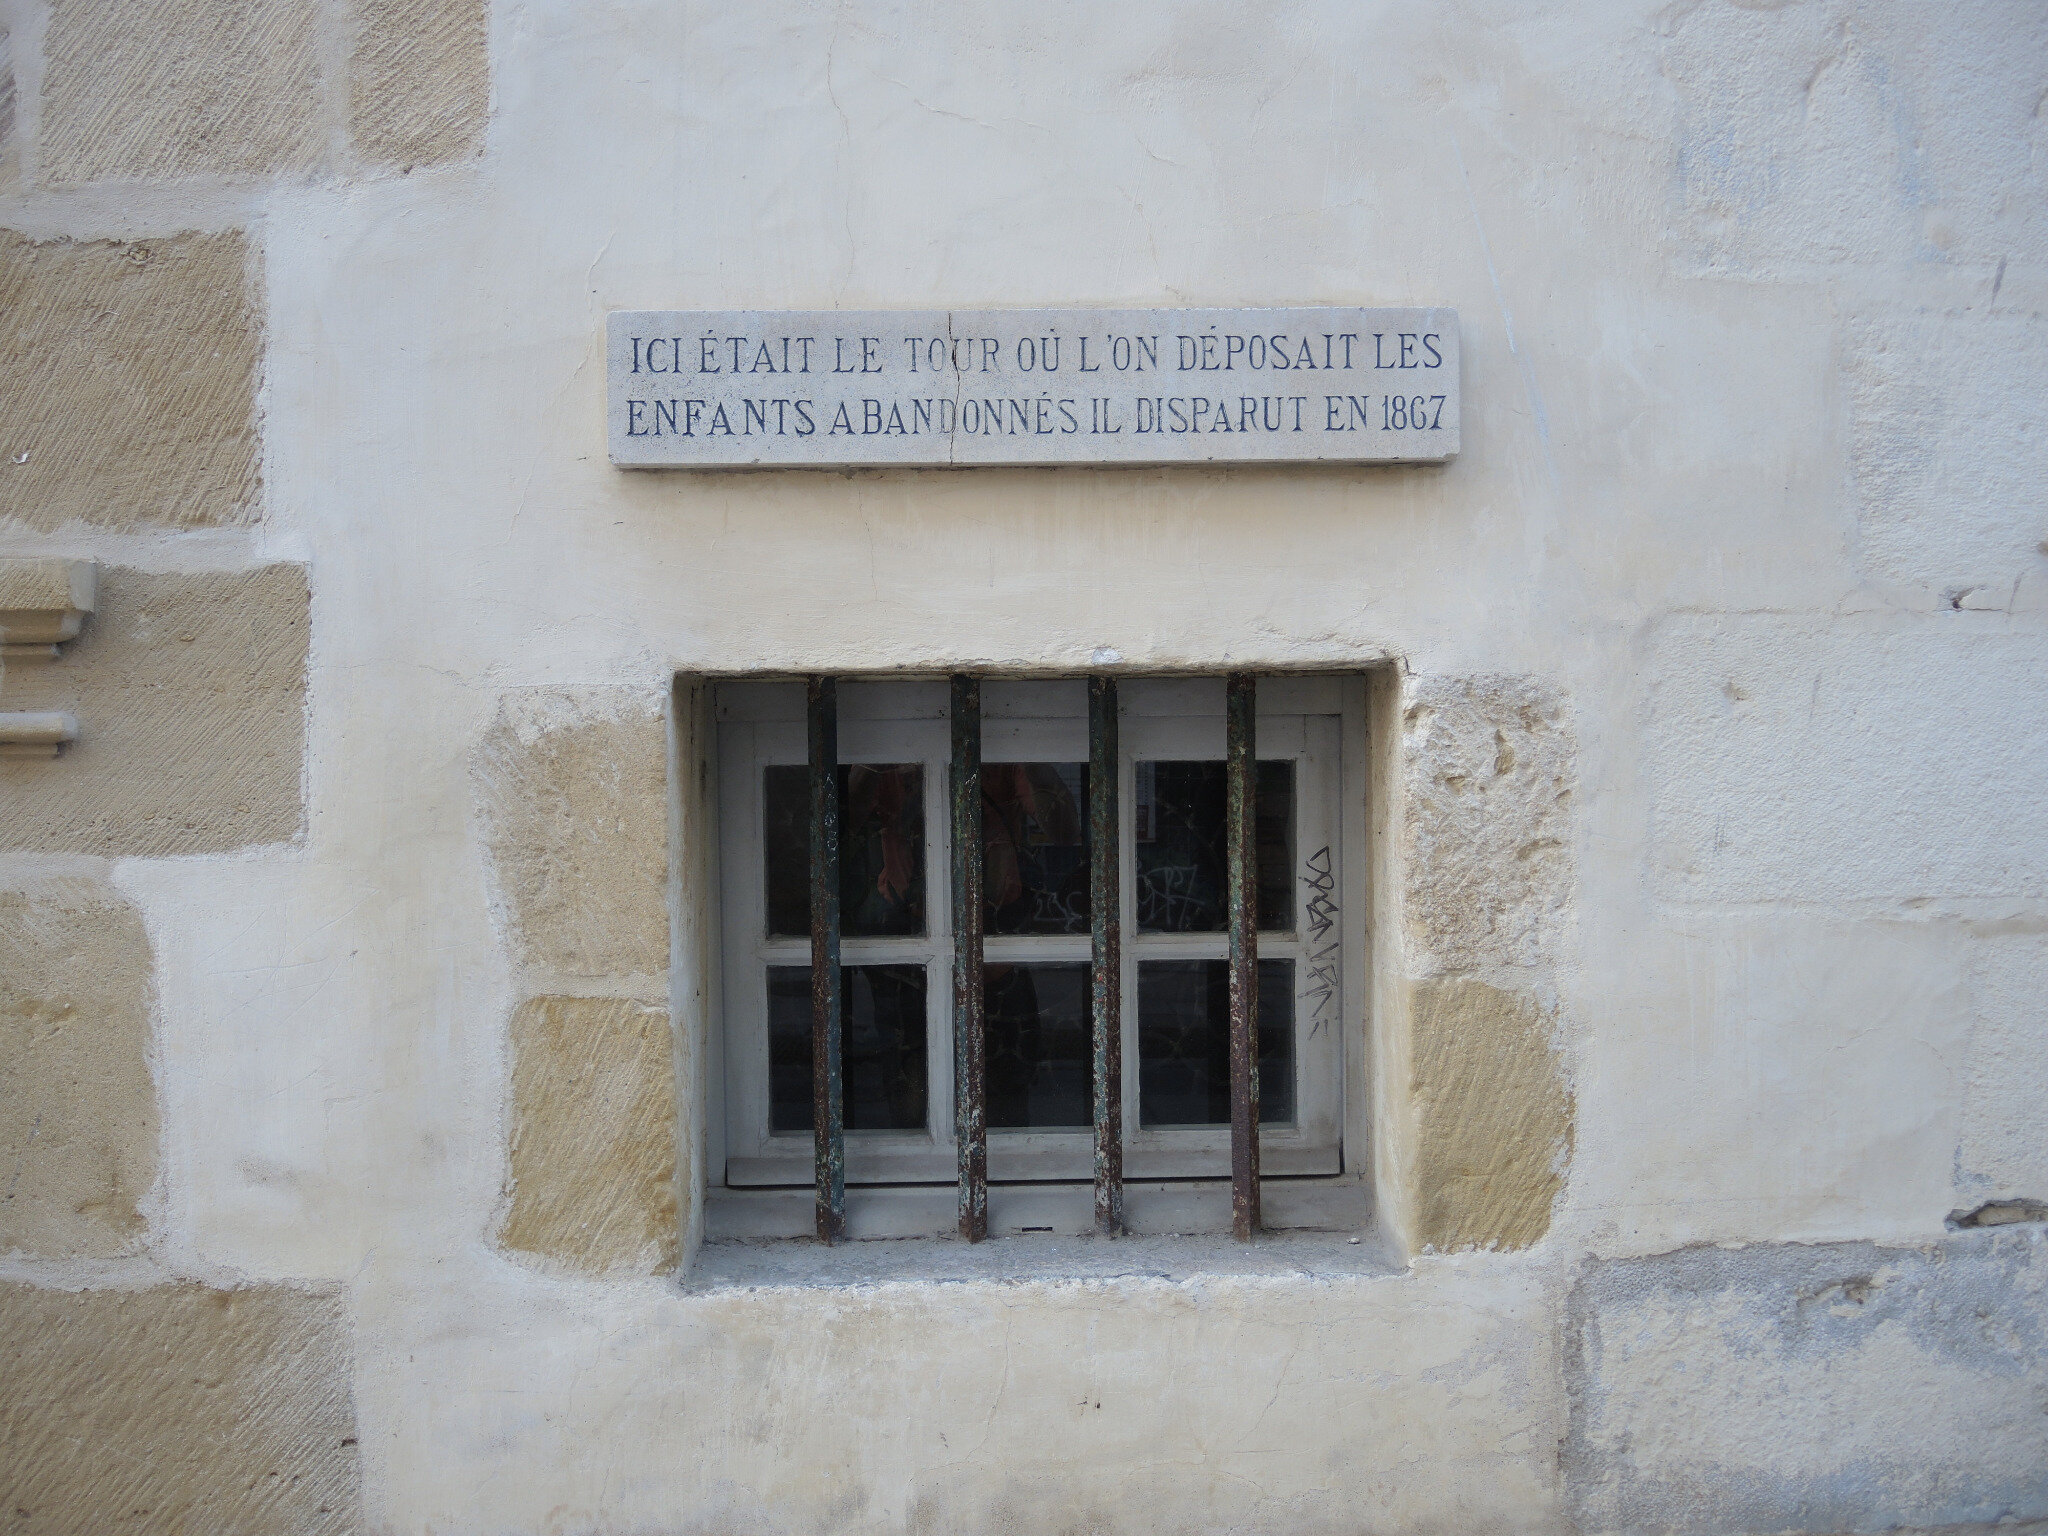 ICI ÉTAIT LE TOUR OÙ L'ON DÉPOSAIT LES
ENFANTS ABANDONNÉS IL DISPARUT EN 1867